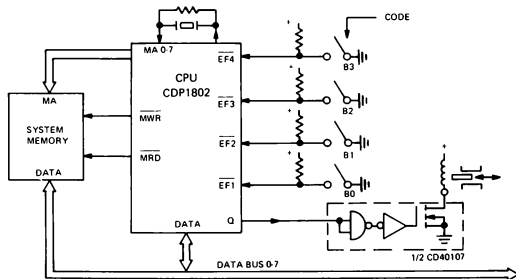 CODE
MA 0-7
CPU
CDP1802
EF4
B3
MA
EF3
B2
SYSTEM
MEMORY
MWR
MRD
EF2
B1
DATA
EF1
B0
DATA
Q
1/2 CD40107
DATA BUS 0-7